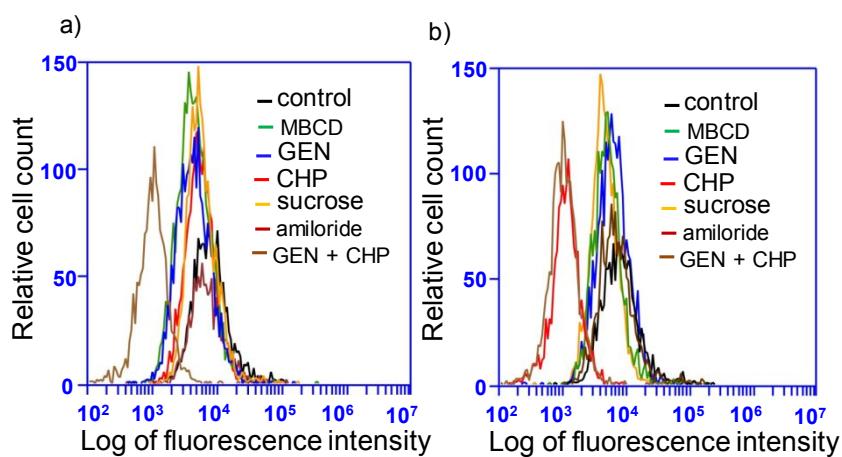 a)
Relative cell count
150
100
50
0
control
MBCD
GEN
CHP
sucrose
amiloride
GEN + CHP
10² 10³ 10⁴ 10⁵ 10⁶ 10⁷
Log of fluorescence intensity
b)
Relative cell count
150
100
50
0
control
MBCD
GEN
CHP
sucrose
amiloride
GEN + CHP
10² 10³ 10⁴ 10⁵ 10⁶ 10⁷
Log of fluorescence intensity